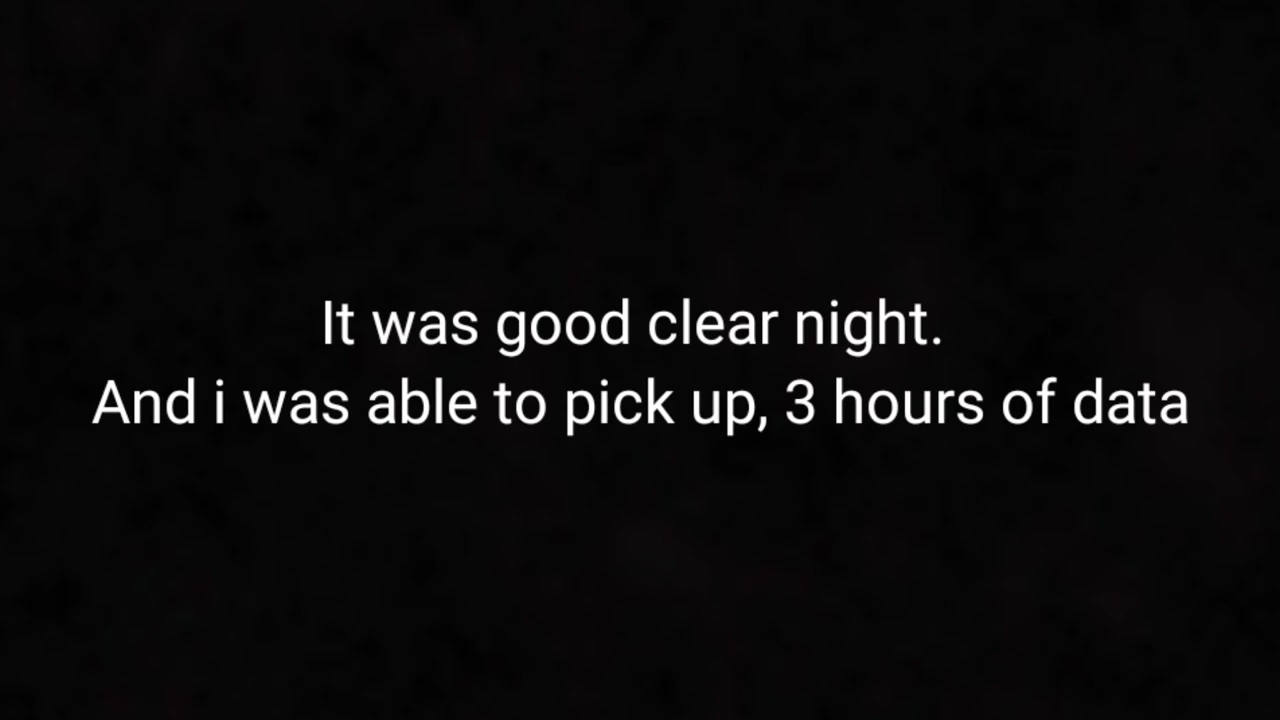 It was good clear night.
And i was able to pick up, 3 hours of data